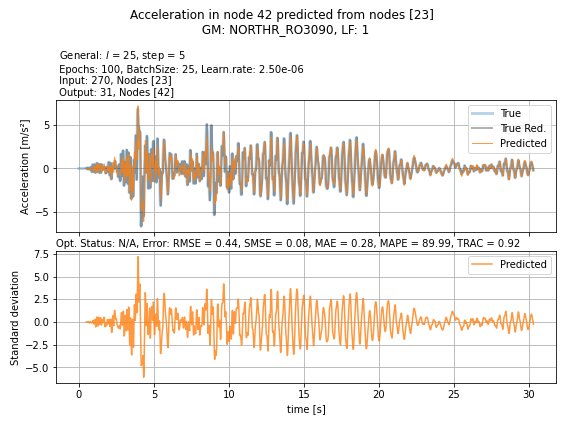 Acceleration in node 42 predicted from nodes [23]
GM: NORTHR_RO3090, LF: 1
General: l = 25, step = 5
Epochs: 100, BatchSize: 25, Learn.rate: 2.50e-06
Input: 270, Nodes [23]
Output: 31, Nodes [42]
True
True Red.
Predicted
Acceleration [m/s²]
5
0
−5
Opt. Status: N/A, Error: RMSE = 0.44, SMSE = 0.08, MAE = 0.28, MAPE = 89.99, TRAC = 0.92
Predicted
Standard deviation
7.5
5.0
2.5
0.0
−2.5
−5.0
0 5 10 15 20 25 30
time [s]